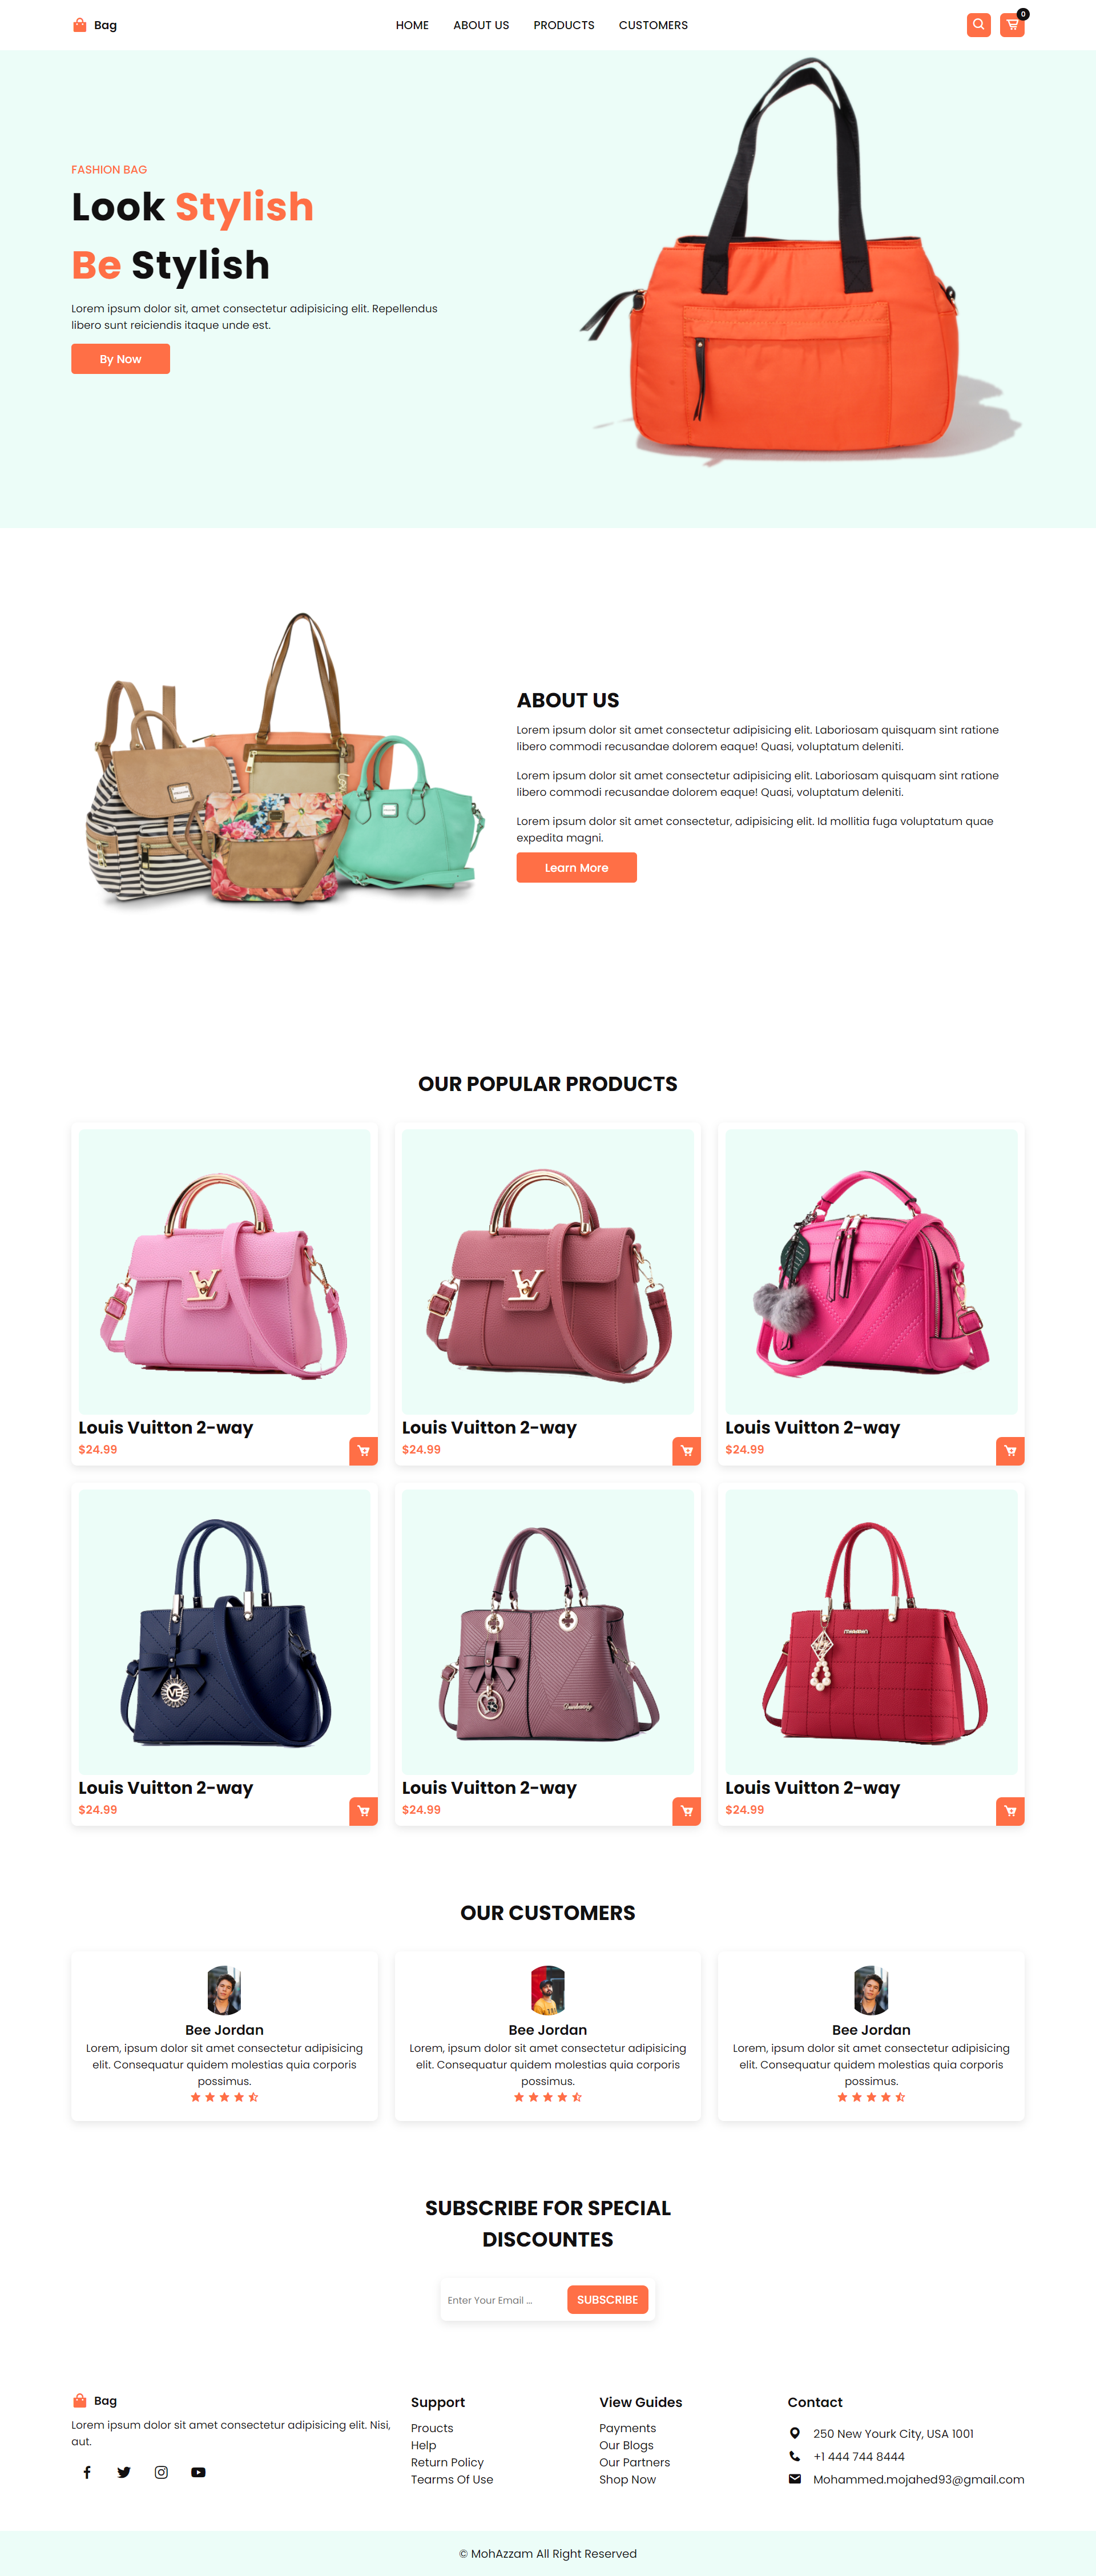 Bag
HOME ABOUT US PRODUCTS CUSTOMERS
0
FASHION BAG
Look Stylish
Be Stylish
Lorem ipsum dolor sit, amet consectetur adipisicing elit. Repellendus
libero sunt reiciendis itaque unde est.
By Now
ABOUT US
Lorem ipsum dolor sit amet consectetur adipisicing elit. Laboriosam quisquam sint ratione
libero commodi recusandae dolorem eaque! Quasi, voluptatum deleniti.
Lorem ipsum dolor sit amet consectetur adipisicing elit. Laboriosam quisquam sint ratione
libero commodi recusandae dolorem eaque! Quasi, voluptatum deleniti.
Lorem ipsum dolor sit amet consectetur, adipisicing elit. Id mollitia fuga voluptatum quae
expedita magni.
Learn More
OUR POPULAR PRODUCTS
Louis Vuitton 2-way
$24.99
Louis Vuitton 2-way
$24.99
Louis Vuitton 2-way
$24.99
Louis Vuitton 2-way
$24.99
Louis Vuitton 2-way
$24.99
Louis Vuitton 2-way
$24.99
OUR CUSTOMERS
Bee Jordan
Lorem, ipsum dolor sit amet consectetur adipisicing
elit. Consequatur quidem molestias quia corporis
possimus.
Bee Jordan
Lorem, ipsum dolor sit amet consectetur adipisicing
elit. Consequatur quidem molestias quia corporis
possimus.
Bee Jordan
Lorem, ipsum dolor sit amet consectetur adipisicing
elit. Consequatur quidem molestias quia corporis
possimus.
SUBSCRIBE FOR SPECIAL
DISCOUNTES
Enter Your Email ...
SUBSCRIBE
Bag
Lorem ipsum dolor sit amet consectetur adipisicing elit. Nisi,
aut.
Support
Proucts
Help
Return Policy
Tearms Of Use
View Guides
Payments
Our Blogs
Our Partners
Shop Now
Contact
250 New Yourk City, USA 1001
+1 444 744 8444
Mohammed.mojahed93@gmail.com
© MohAzzam All Right Reserved